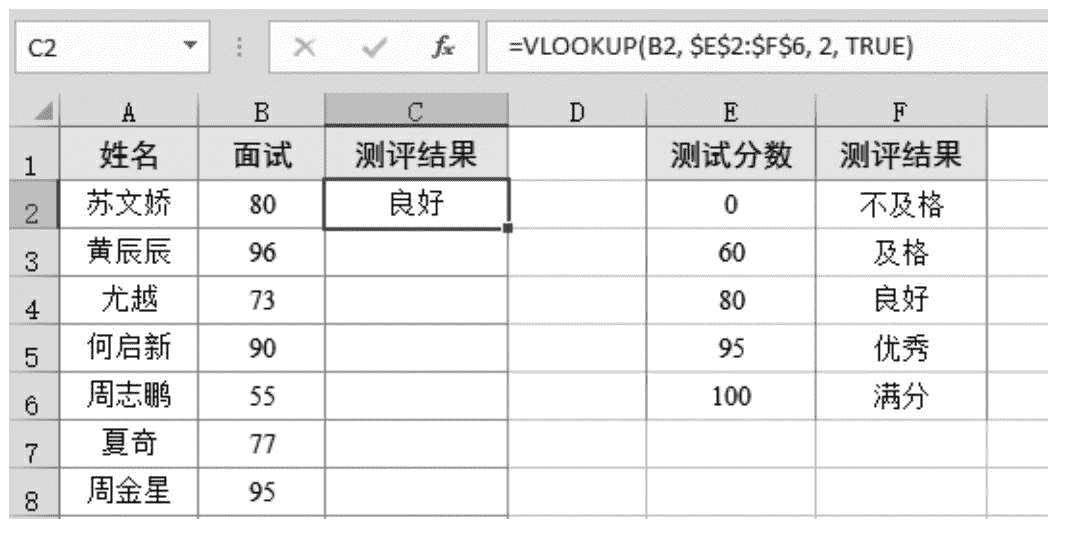 C2 fx =VLOOKUP(B2, $E$2:$F$6, 2, TRUE)
A B C D E F
1 姓名 面试 测评结果 测试分数 测评结果
2 苏文娇 80 良好 0 不及格
3 黄辰辰 96 60 及格
4 尤越 73 80 良好
5 何启新 90 95 优秀
6 周志鹏 55 100 满分
7 夏奇 77
8 周金星 95